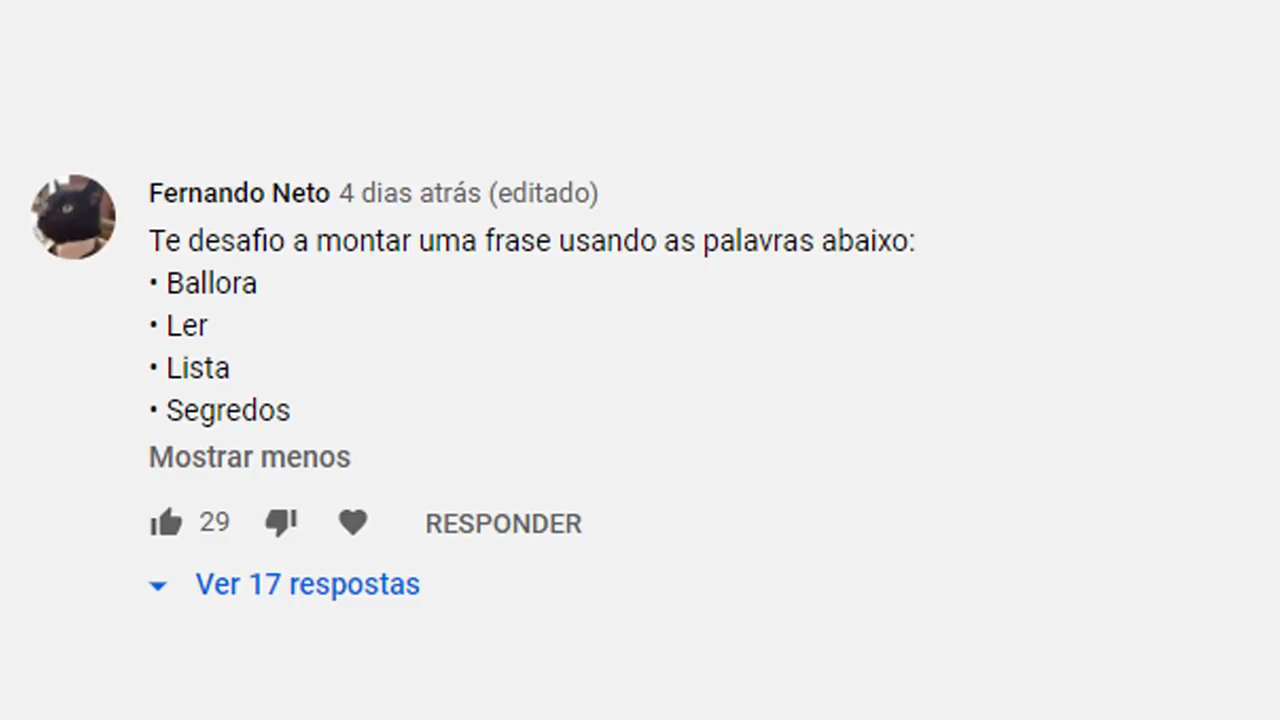 Fernando Neto 4 dias atrás (editado)
Te desafio a montar uma frase usando as palavras abaixo:
• Ballora
• Ler
• Lista
• Segredos
Mostrar menos
29 RESPONDER
Ver 17 respostas